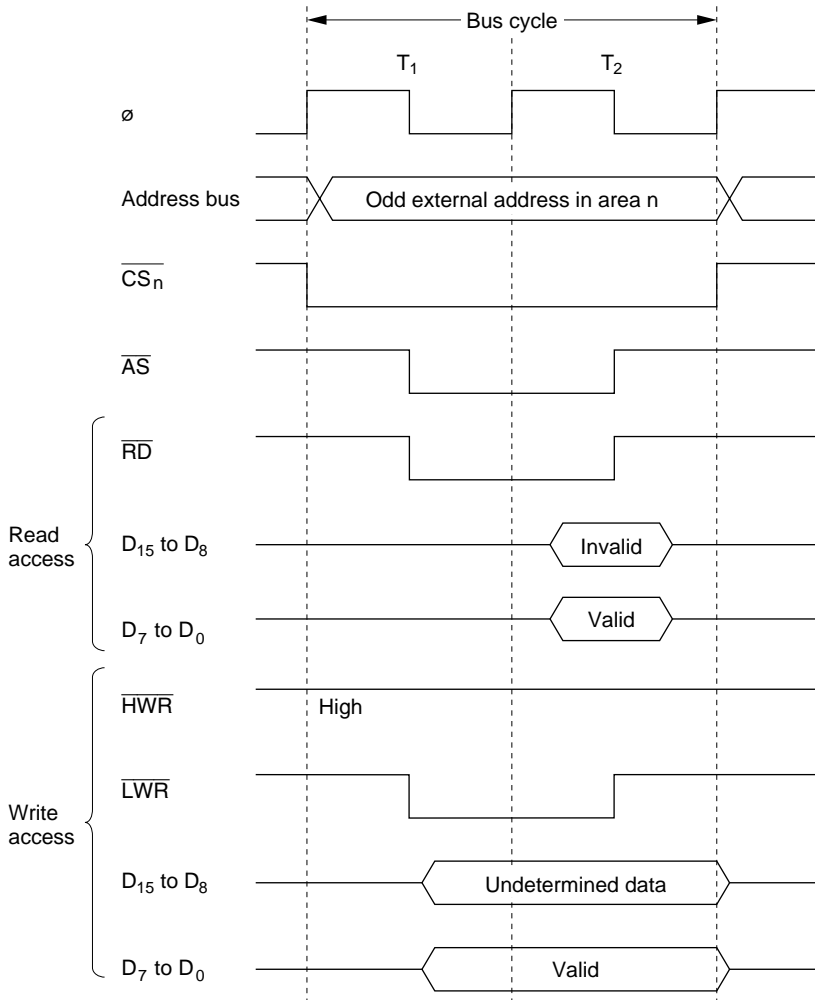 Bus cycle
T1 T2
ø
Address bus Odd external address in area n
CSn
AS
RD
Read
access
D15 to D8 Invalid
D7 to D0 Valid
HWR High
LWR
Write
access
D15 to D8 Undetermined data
D7 to D0 Valid